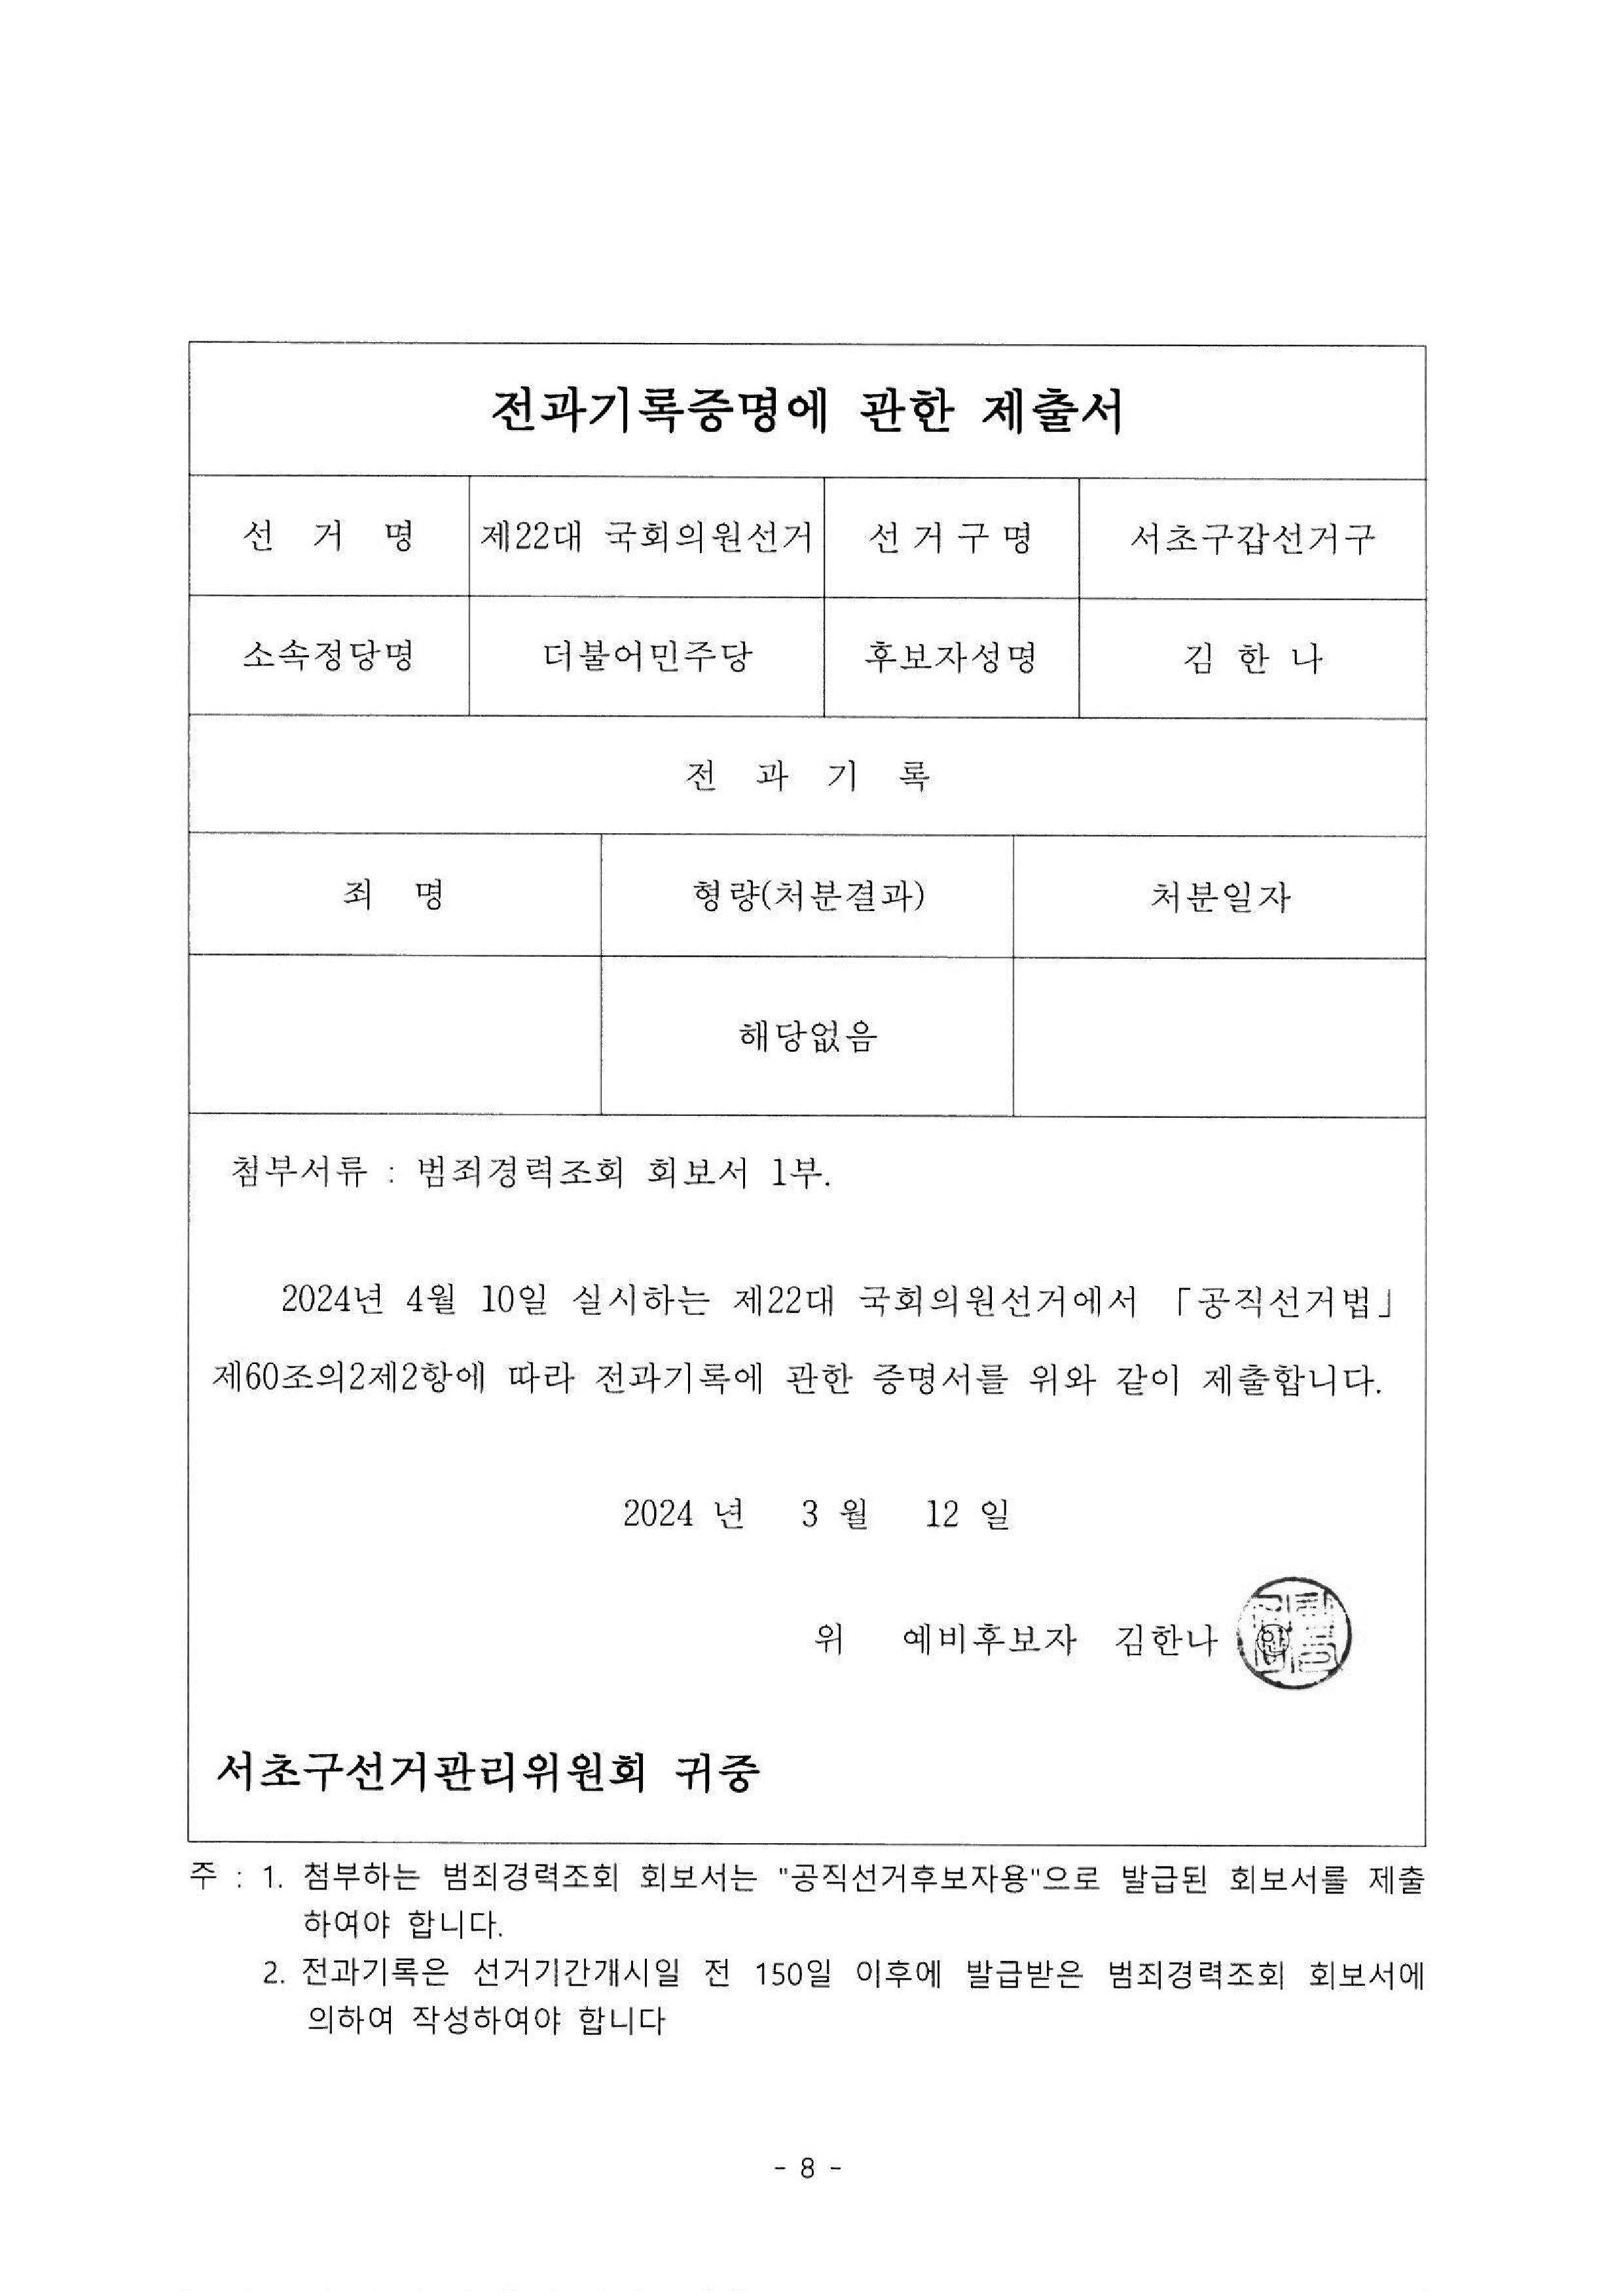 전과기록증명에 관한 제출서
선 거 명 제22대 국회의원선거 선 거 구 명 서초구갑선거구
소속정당명 더불어민주당 후보자성명 김 한 나
전 과 기 록
죄 명 형량(처분결과) 처분일자
해당없음
첨부서류 : 범죄경력조회 회보서 1부.
2024년 4월 10일 실시하는 제22대 국회의원선거에서 「공직선거법」
제60조의2제2항에 따라 전과기록에 관한 증명서를 위와 같이 제출합니다.
2024 년 3 월 12 일
위 예비후보자 김한나
서초구선거관리위원회 귀중
주 : 1. 첨부하는 범죄경력조회 회보서는 "공직선거후보자용"으로 발급된 회보서를 제출
하여야 합니다.
2. 전과기록은 선거기간개시일 전 150일 이후에 발급받은 범죄경력조회 회보서에
의하여 작성하여야 합니다
- 8 -